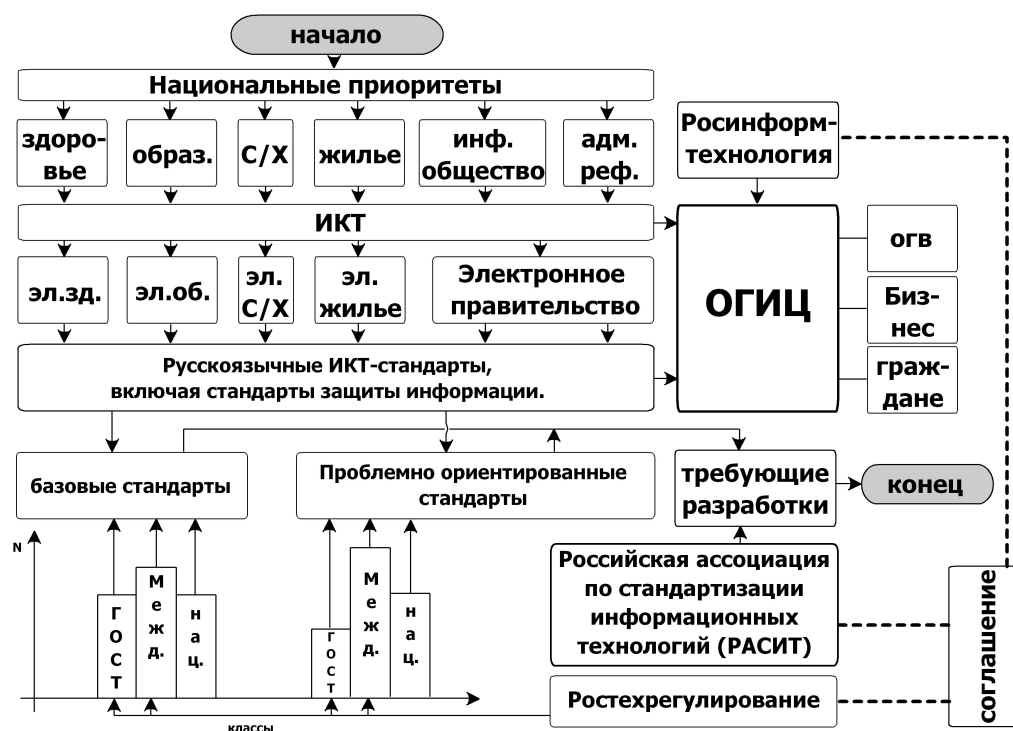 начало
Национальные приоритеты
здоро-
вье
образ.
С/Х
жилье
инф.
общество
адм.
реф.
Росинформ-
технология
ИКТ
ОГИЦ
огв
Биз-
нес
граж-
дане
эл.зд.
эл.об.
эл.
С/Х
эл.
жилье
Электронное
правительство
Русскоязычные ИКТ-стандарты,
включая стандарты защиты информации.
базовые стандарты
Проблемно ориентированные
стандарты
требующие
разработки
конец
N
ГОСТ
Межд.
нац.
ГОСТ
Межд.
нац.
Российская ассоциация
по стандартизации
информационных
технологий (РАСИТ)
соглашение
Ростехрегулирование
классы